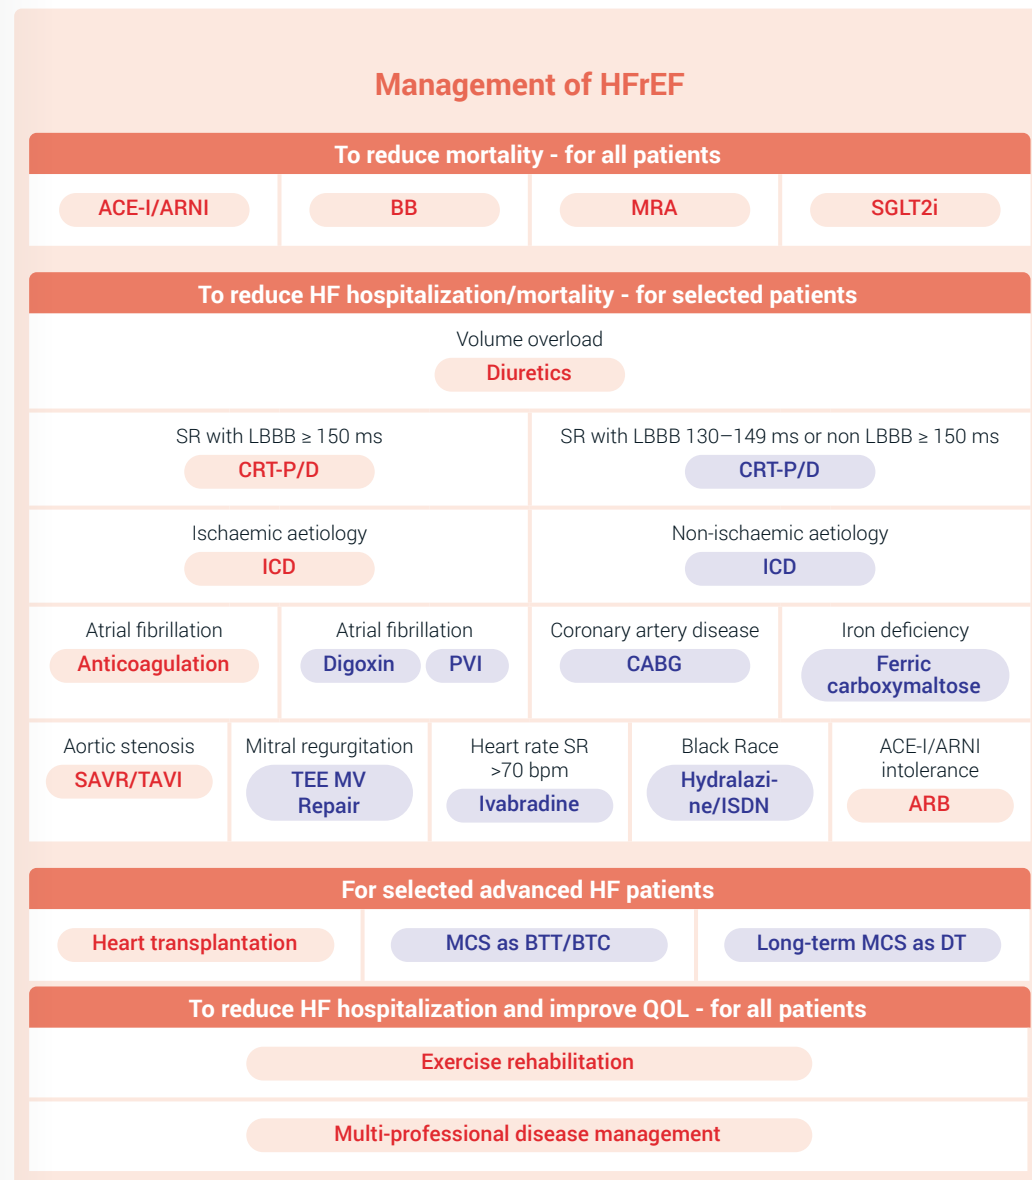 Management of HFrEF
To reduce mortality - for all patients
ACE-I/ARNI
BB
MRA
SGLT2i
To reduce HF hospitalization/mortality - for selected patients
Volume overload
Diuretics
SR with LBBB ≥ 150 ms
CRT-P/D
SR with LBBB 130–149 ms or non LBBB ≥ 150 ms
CRT-P/D
Ischaemic aetiology
ICD
Non-ischaemic aetiology
ICD
Atrial fibrillation
Anticoagulation
Atrial fibrillation
Digoxin
PVI
Coronary artery disease
CABG
Iron deficiency
Ferric
carboxymaltose
Aortic stenosis
SAVR/TAVI
Mitral regurgitation
TEE MV
Repair
Heart rate SR
>70 bpm
Ivabradine
Black Race
Hydralazi-
ne/ISDN
ACE-I/ARNI
intolerance
ARB
For selected advanced HF patients
Heart transplantation
MCS as BTT/BTC
Long-term MCS as DT
To reduce HF hospitalization and improve QOL - for all patients
Exercise rehabilitation
Multi-professional disease management